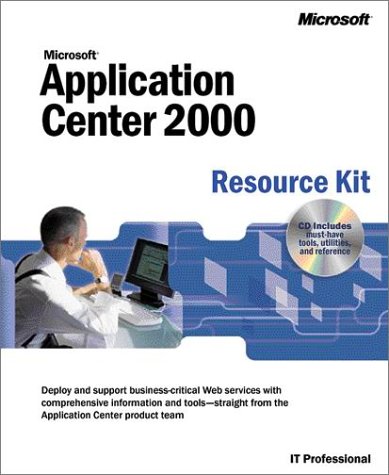 Microsoft®
Microsoft®
Application
Center 2000
Resource Kit
CD Includes
must-have
tools, utilities,
and reference
Deploy and support business-critical Web services with
comprehensive information and tools—straight from the
Application Center product team
IT Professional